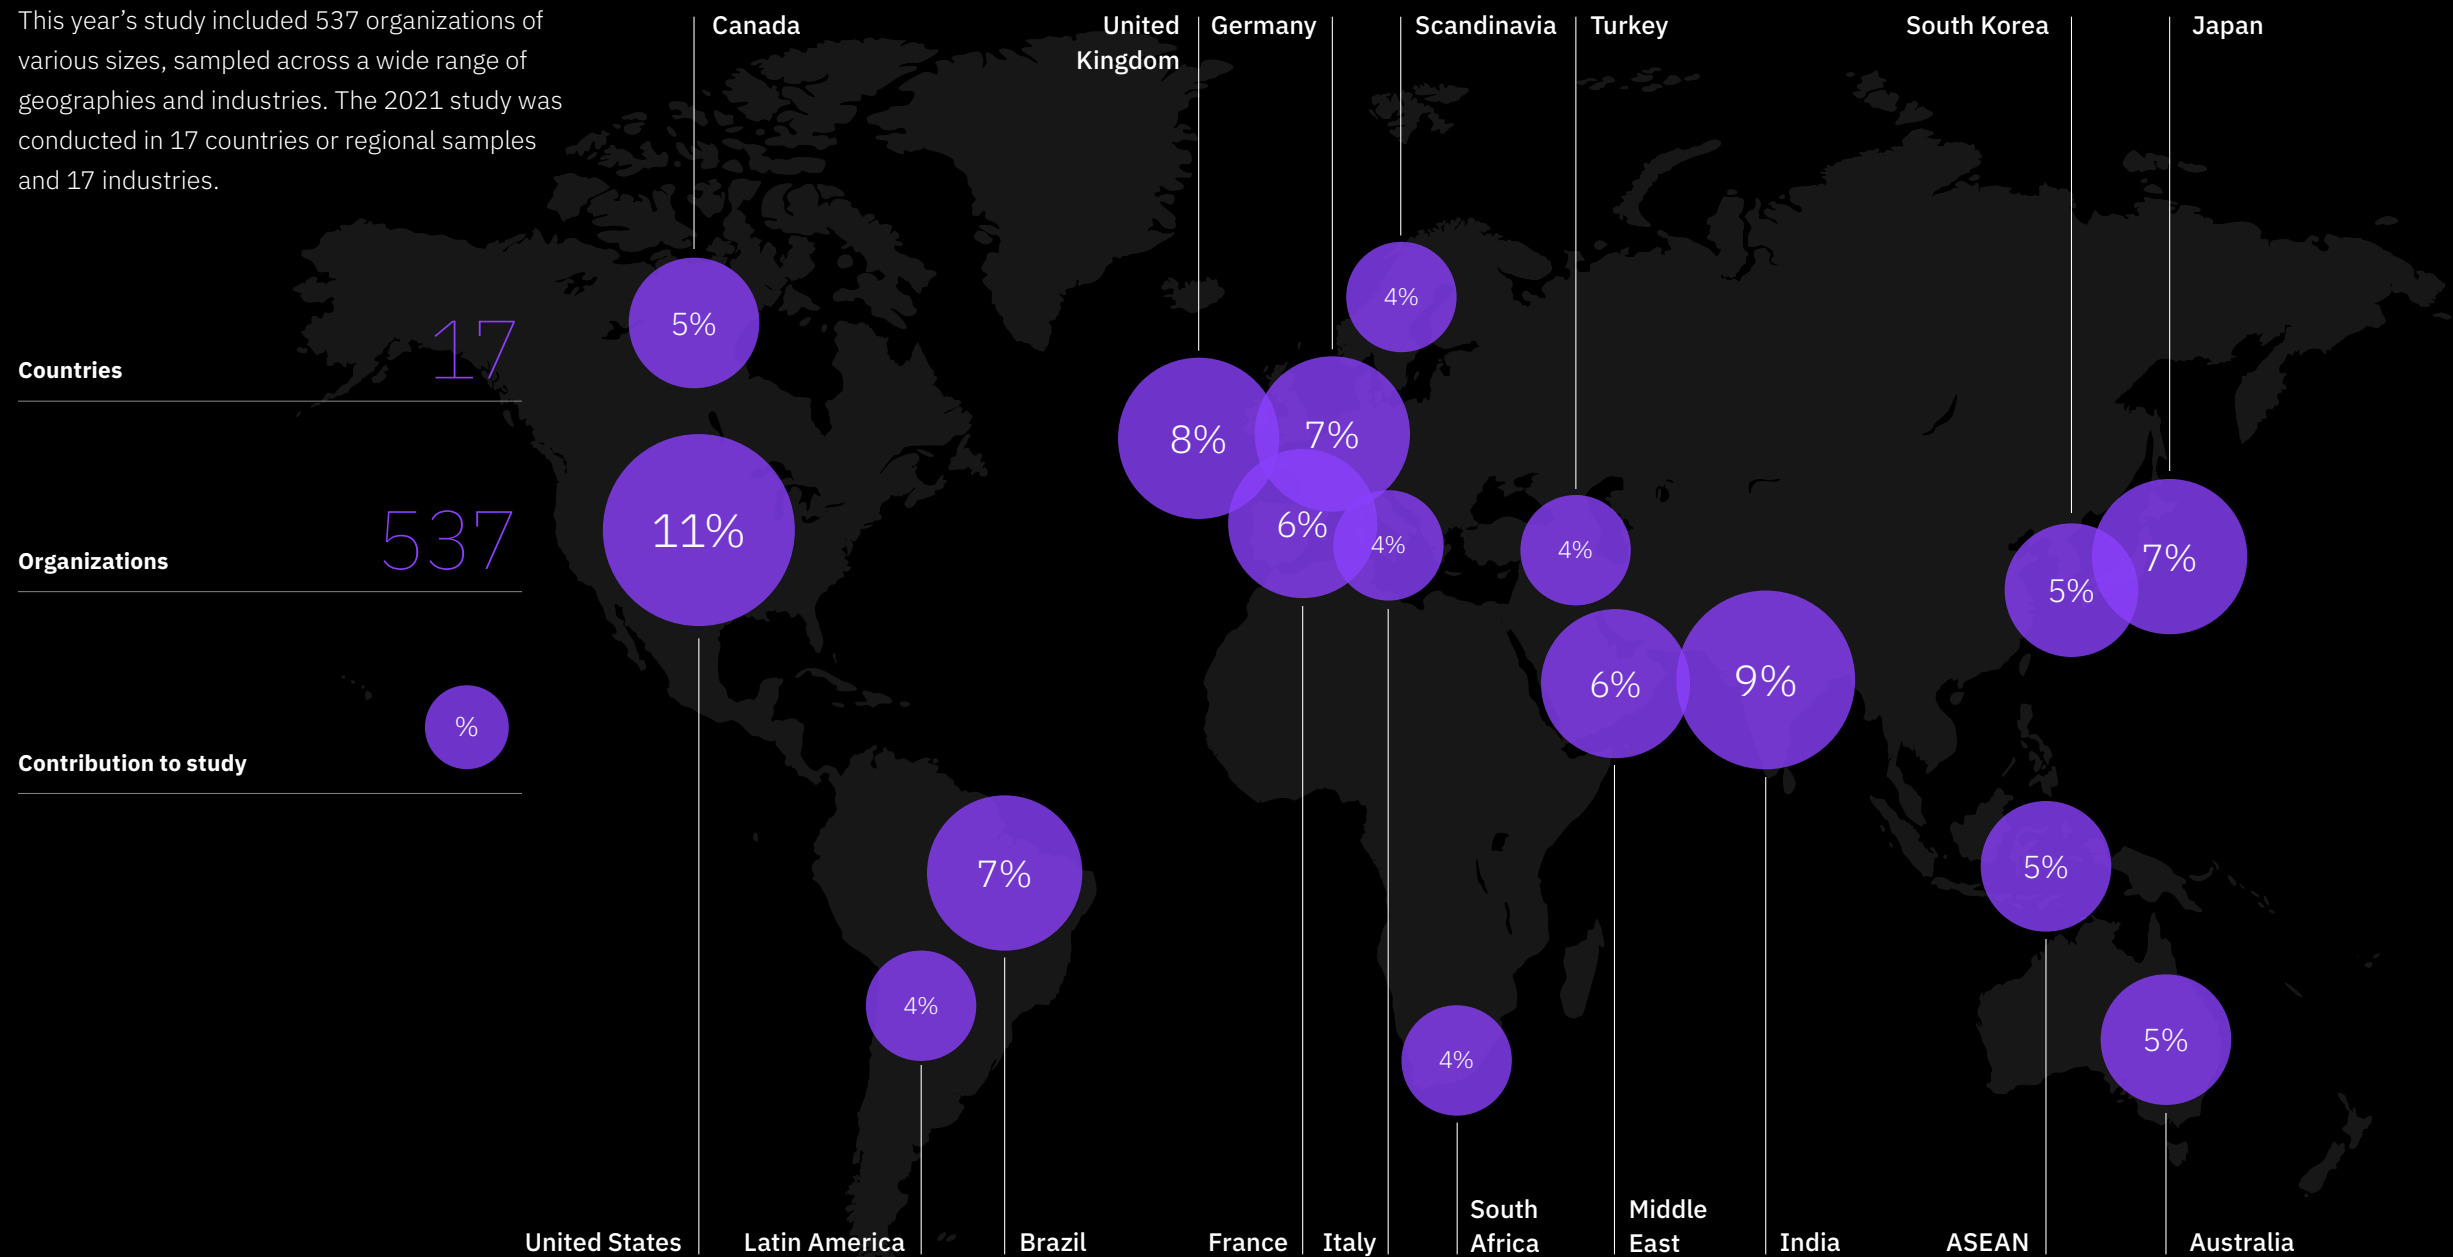 This year’s study included 537 organizations of
various sizes, sampled across a wide range of
geographies and industries. The 2021 study was
conducted in 17 countries or regional samples
and 17 industries.
Countries
17
Organizations
537
Contribution to study
%
Canada
United
Kingdom
Germany
Scandinavia
Turkey
South Korea
Japan
5%
4%
8%
7%
11%
6%
4%
4%
7%
5%
6%
9%
7%
5%
4%
5%
4%
United States
Latin America
Brazil
France
Italy
South
Africa
Middle
East
India
ASEAN
Australia